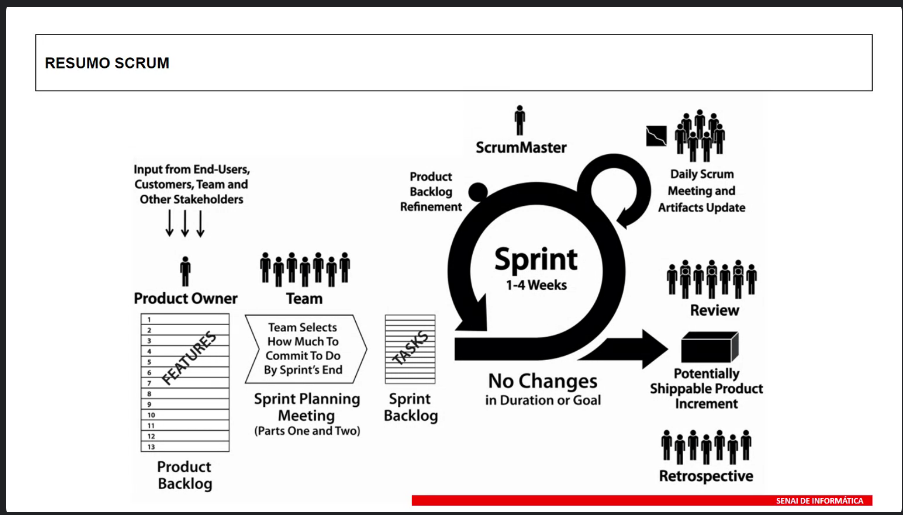 RESUMO SCRUM
Input from End-Users,
Customers, Team and
Other Stakeholders
Product Owner
1
2
3
4
5
6
7
8
9
10
11
12
13
FEATURES
Product
Backlog
Team
Team Selects
How Much To
Commit To Do
By Sprint's End
Sprint Planning
Meeting
(Parts One and Two)
TASKS
Sprint
Backlog
ScrumMaster
Product
Backlog
Refinement
Sprint
1-4 Weeks
No Changes
in Duration or Goal
Daily Scrum
Meeting and
Artifacts Update
Review
Potentially
Shippable Product
Increment
Retrospective
SENAI DE INFORMÁTICA